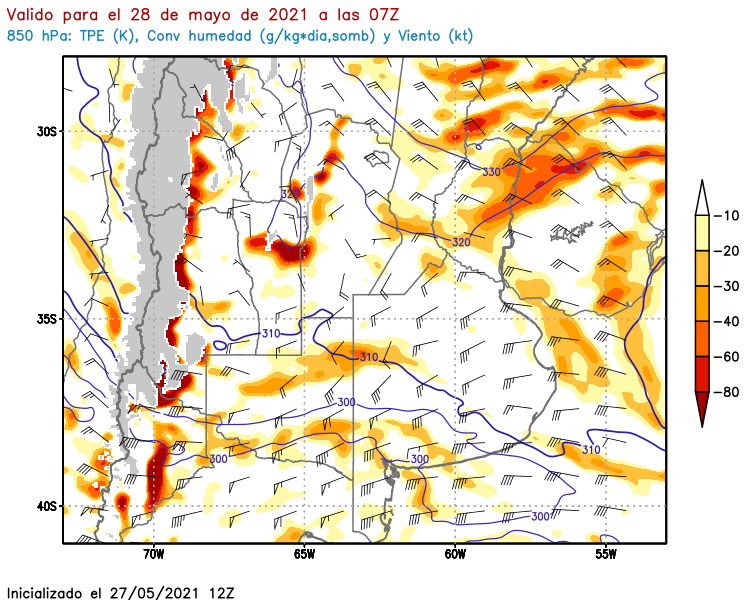 Valido para el 28 de mayo de 2021 a las 07Z
850 hPa: TPE (K), Conv humedad (g/kg*dia,somb) y Viento (kt)
30S
330
320
320
-10
-20
-30
-40
-60
-80
35S
310
310
300
310
300
300
300
40S
70W 65W 60W 55W
Inicializado el 27/05/2021 12Z